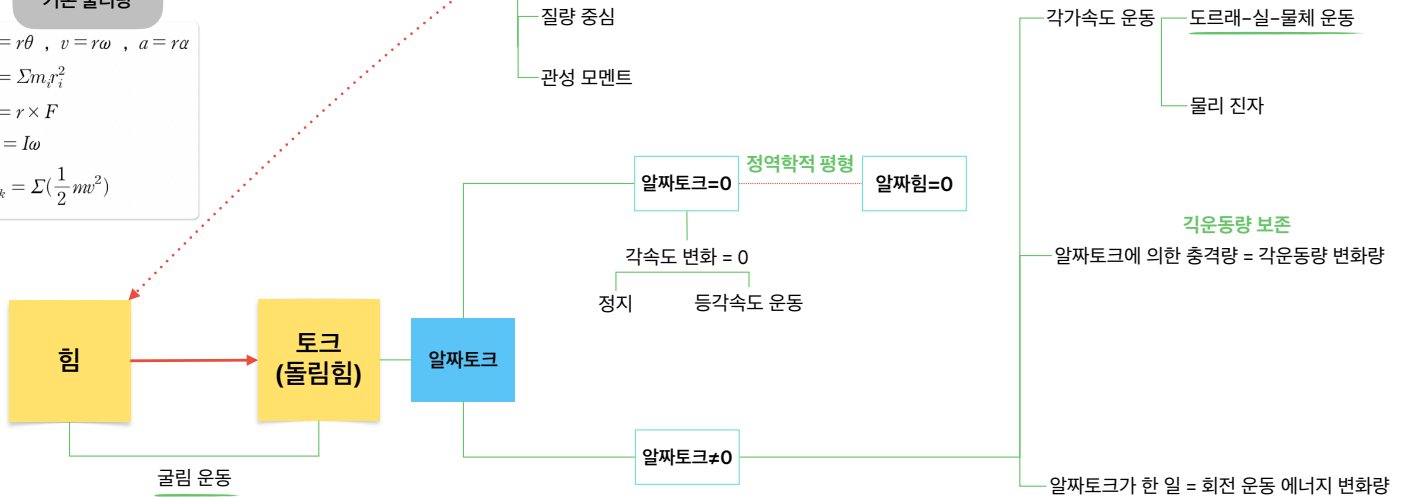 질량 중심
관성 모멘트
= rθ , v = rω , a = rα
= Σm_i r_i^2
= r × F
= Iω
_k = Σ(1/2 mv^2)
각가속도 운동
도르래-실-물체 운동
물리 진자
알짜토크=0
정역학적 평형
알짜힘=0
각속도 변화 = 0
정지
등각속도 운동
긱운동량 보존
알짜토크에 의한 충격량 = 각운동량 변화량
힘
토크
(돌림힘)
알짜토크
굴림 운동
알짜토크≠0
알짜토크가 한 일 = 회전 운동 에너지 변화량